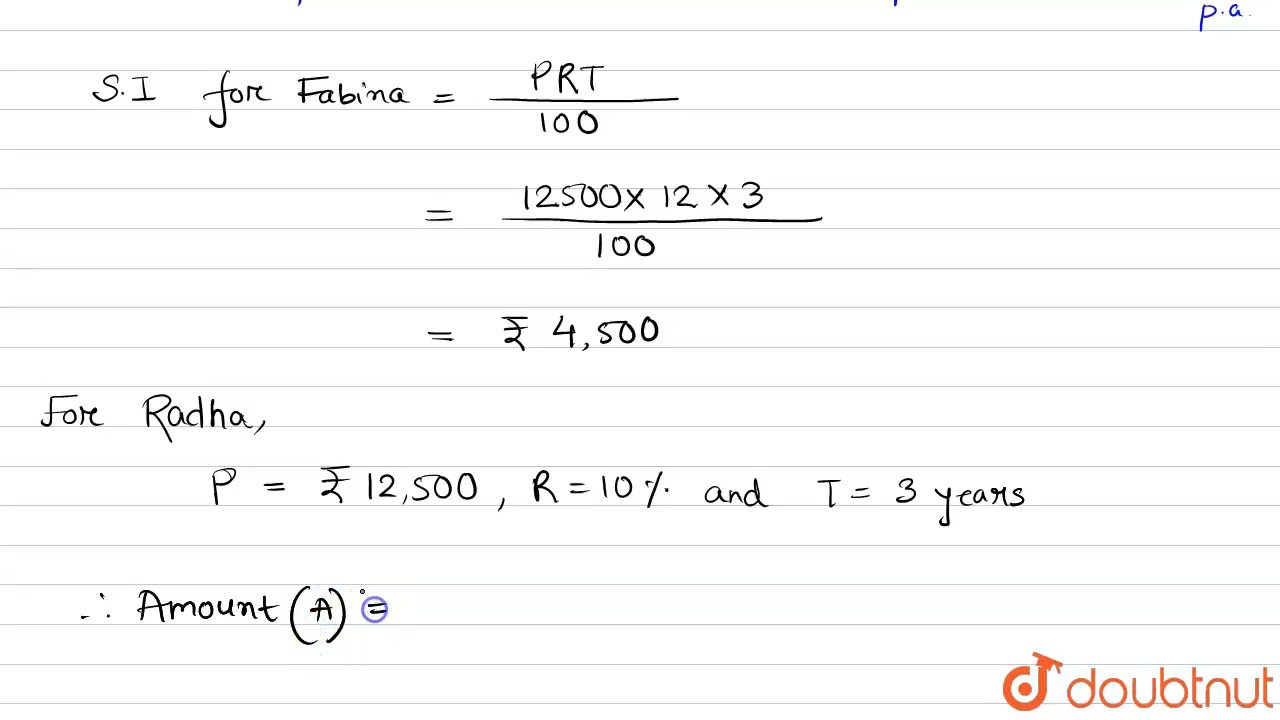 p.a.
S.I for Fabina = PRT
100
= 12500 x 12 x 3
100
= ₹ 4,500
For Radha,
P = ₹ 12,500, R = 10% and T = 3 years
∴ Amount (A) =
doubtnut